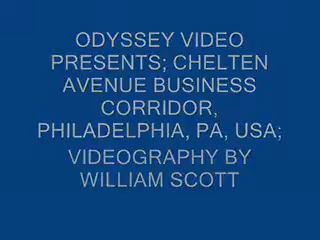 ODYSSEY VIDEO
PRESENTS; CHELTEN
AVENUE BUSINESS
CORRIDOR,
PHILADELPHIA, PA, USA;
VIDEOGRAPHY BY
WILLIAM SCOTT